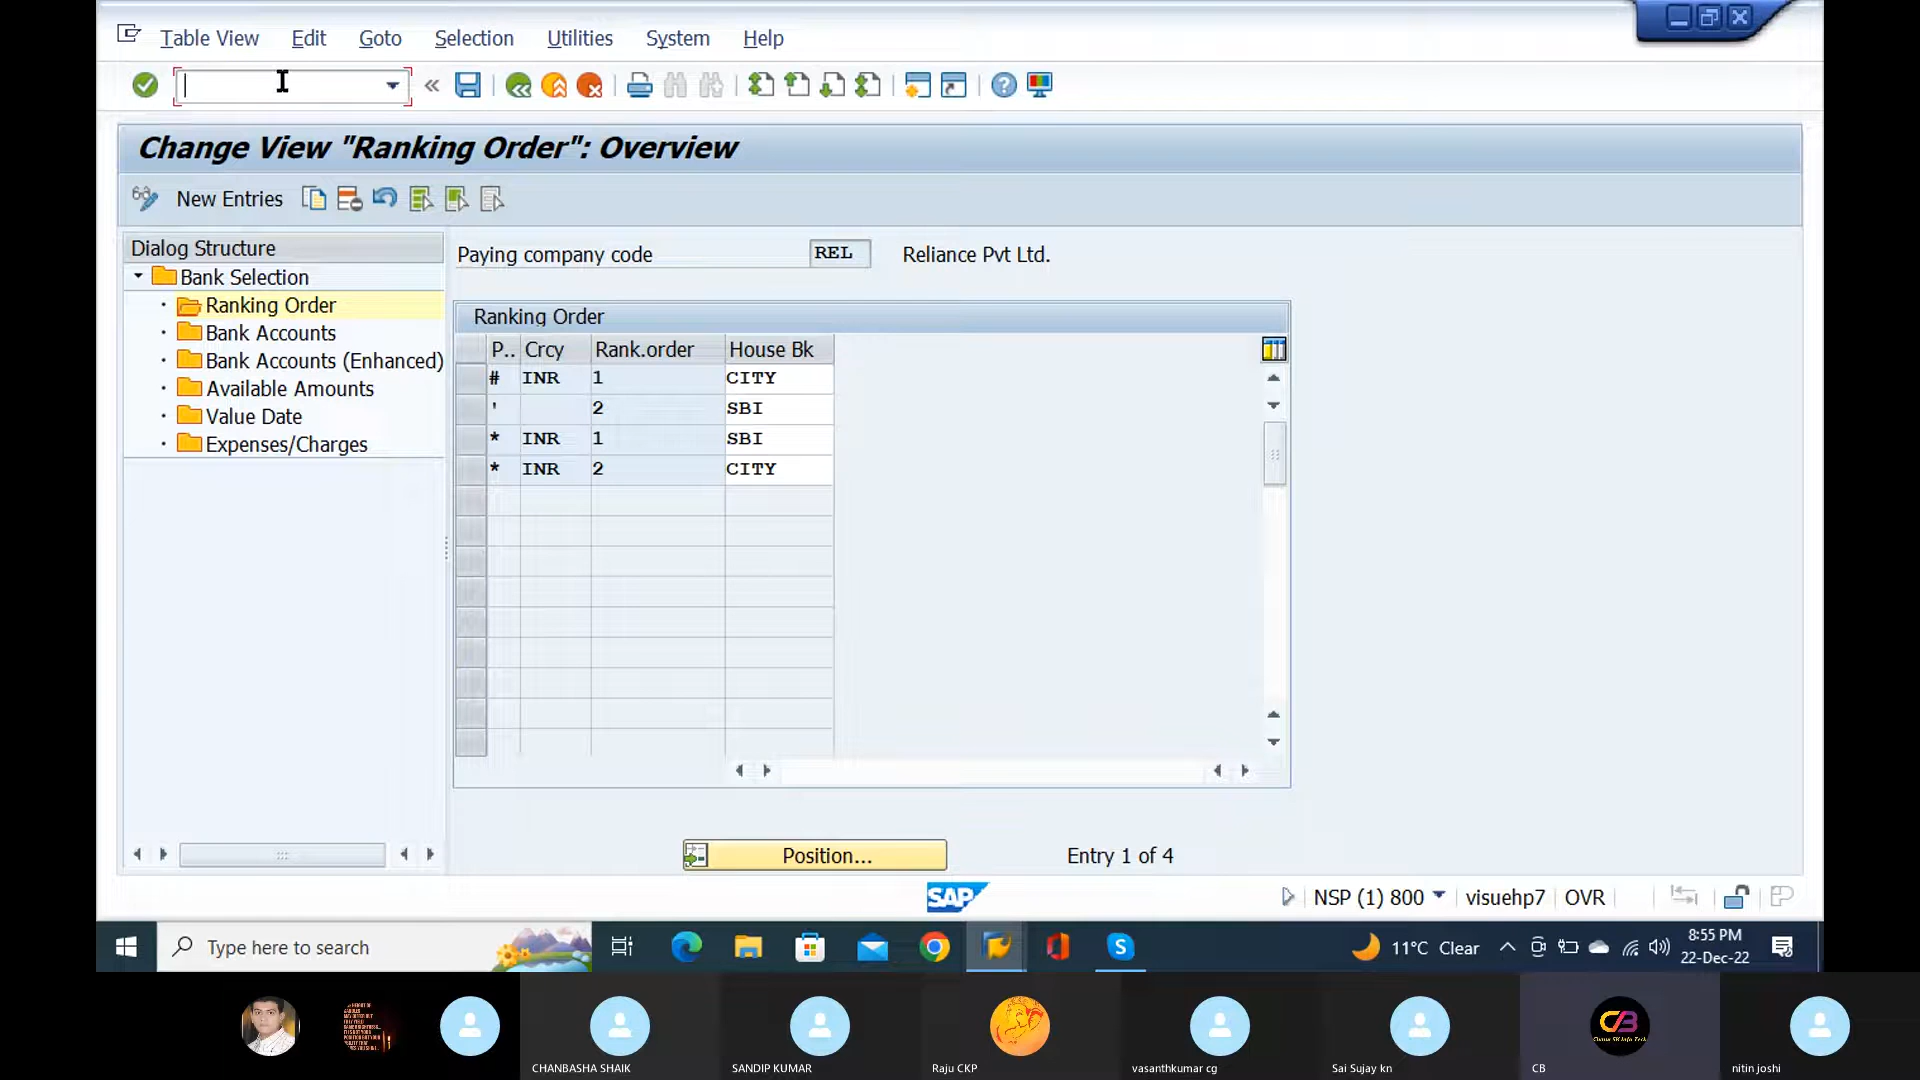 Table View Edit Goto Selection Utilities System Help
Change View "Ranking Order": Overview
New Entries
Dialog Structure
Bank Selection
Ranking Order
Bank Accounts
Bank Accounts (Enhanced)
Available Amounts
Value Date
Expenses/Charges
Paying company code REL Reliance Pvt Ltd.
Ranking Order
P.. Crcy Rank.order House Bk
# INR 1 CITY
' 2 SBI
* INR 1 SBI
* INR 2 CITY
Position... Entry 1 of 4
SAP NSP (1) 800 visuehp7 OVR
Type here to search 11°C Clear 8:55 PM
22-Dec-22
CHANBASHA SHAIK SANDIP KUMAR Raju CKP vasanthkumar cg Sai Sujay kn CB nitin joshi